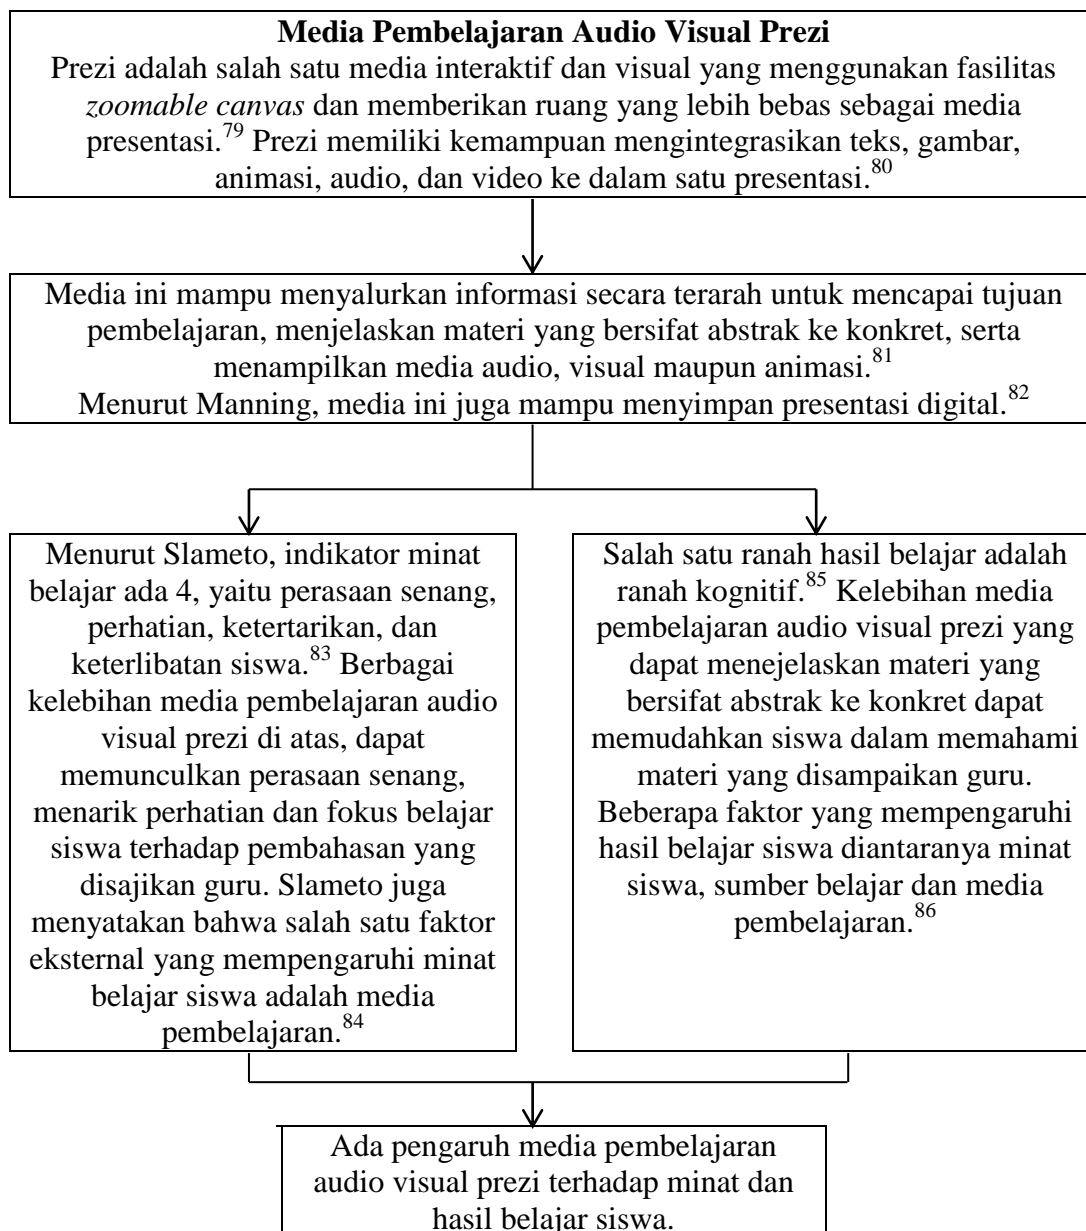 Media Pembelajaran Audio Visual Prezi
Prezi adalah salah satu media interaktif dan visual yang menggunakan fasilitas
zoomable canvas dan memberikan ruang yang lebih bebas sebagai media
presentasi.79 Prezi memiliki kemampuan mengintegrasikan teks, gambar,
animasi, audio, dan video ke dalam satu presentasi.80
Media ini mampu menyalurkan informasi secara terarah untuk mencapai tujuan
pembelajaran, menjelaskan materi yang bersifat abstrak ke konkret, serta
menampilkan media audio, visual maupun animasi.81
Menurut Manning, media ini juga mampu menyimpan presentasi digital.82
Menurut Slameto, indikator minat
belajar ada 4, yaitu perasaan senang,
perhatian, ketertarikan, dan
keterlibatan siswa.83 Berbagai
kelebihan media pembelajaran audio
visual prezi di atas, dapat
memunculkan perasaan senang,
menarik perhatian dan fokus belajar
siswa terhadap pembahasan yang
disajikan guru. Slameto juga
menyatakan bahwa salah satu faktor
eksternal yang mempengaruhi minat
belajar siswa adalah media
pembelajaran.84
Salah satu ranah hasil belajar adalah
ranah kognitif.85 Kelebihan media
pembelajaran audio visual prezi yang
dapat menejelaskan materi yang
bersifat abstrak ke konkret dapat
memudahkan siswa dalam memahami
materi yang disampaikan guru.
Beberapa faktor yang mempengaruhi
hasil belajar siswa diantaranya minat
siswa, sumber belajar dan media
pembelajaran.86
Ada pengaruh media pembelajaran
audio visual prezi terhadap minat dan
hasil belajar siswa.